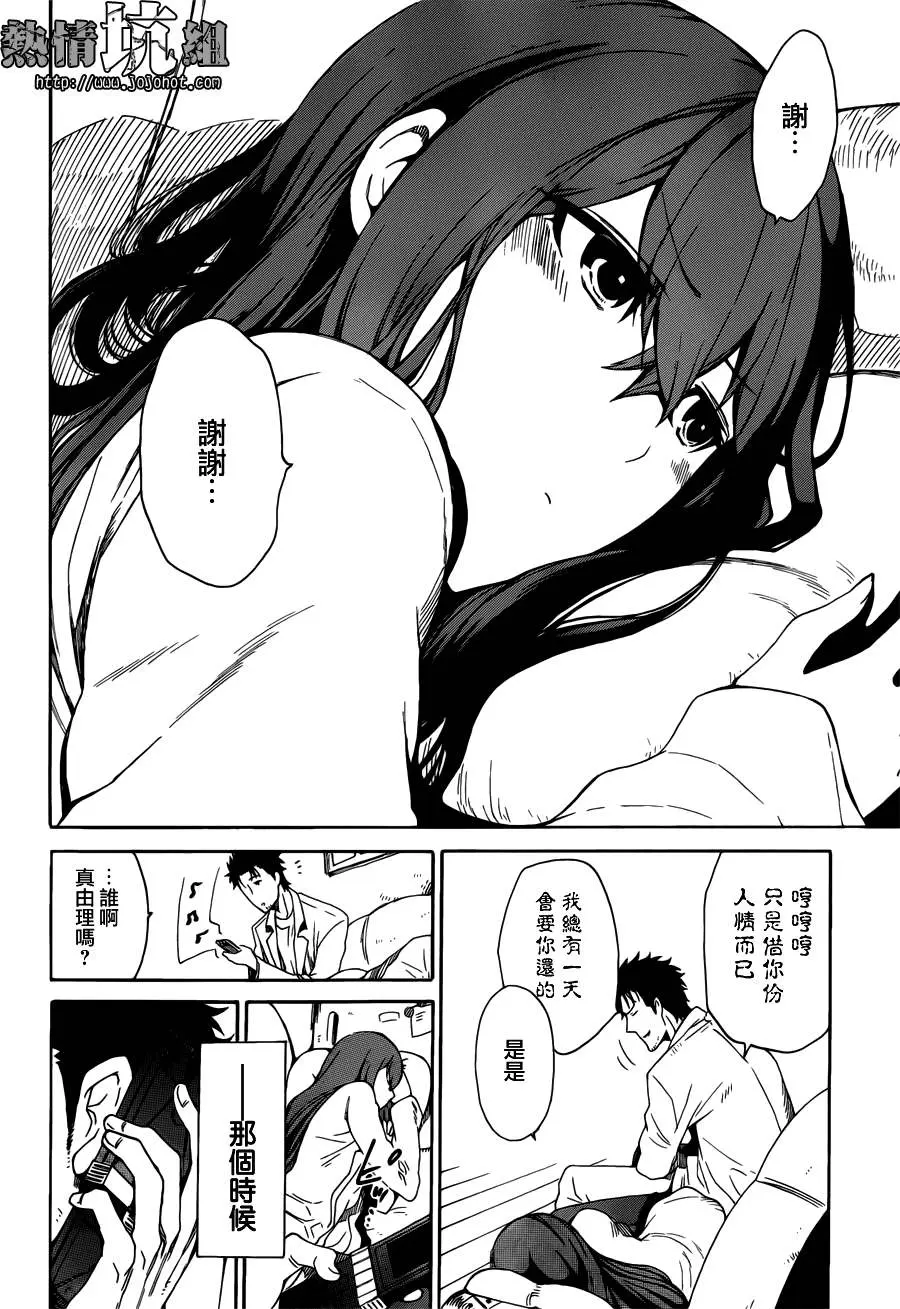 熱情坑組
http://www.jojohot.com
謝…
謝謝…
哼哼哼
只是借你份
人情而已
我總有一天
會要你還的
是是
…誰啊
真由理嗎?
——那個時候